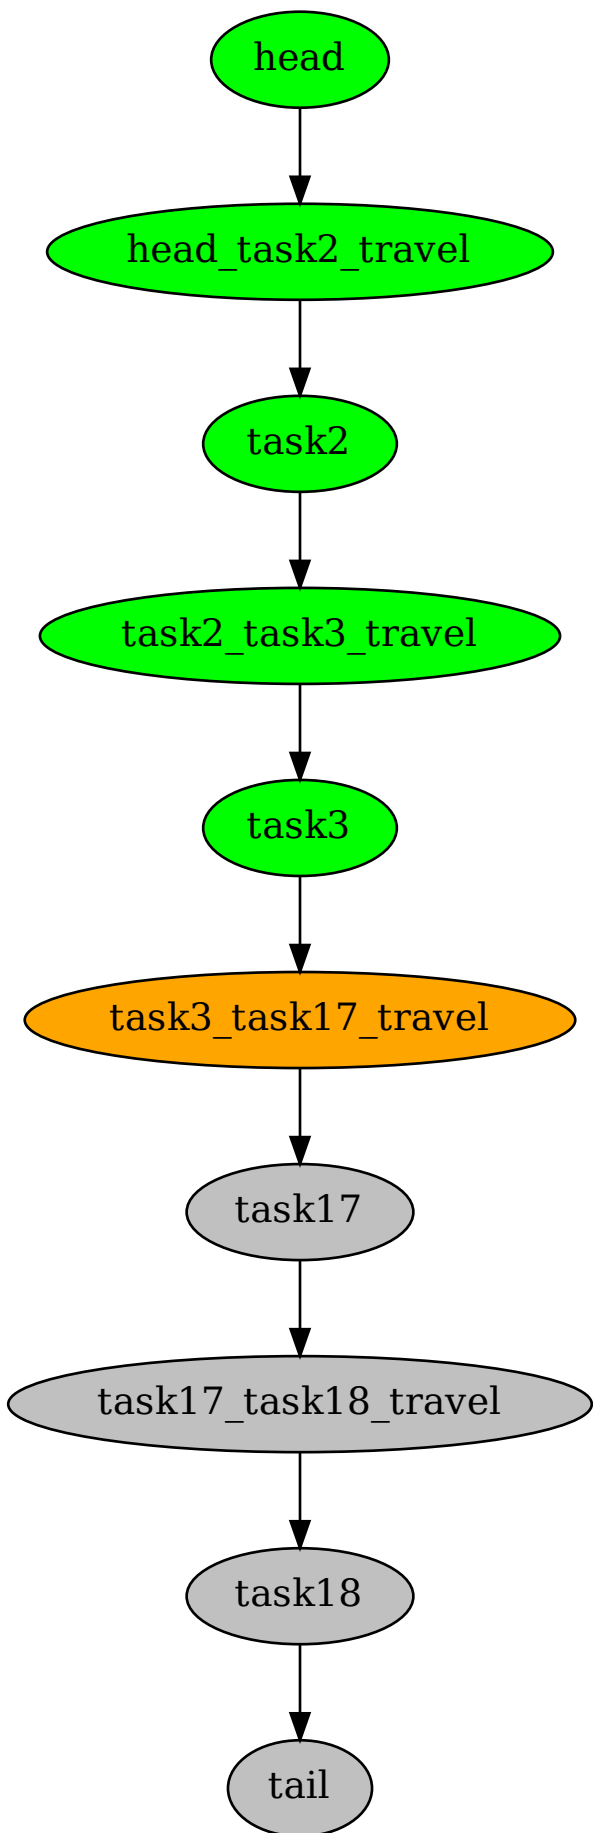 head
head_task2_travel
task2
task2_task3_travel
task3
task3_task17_travel
task17
task17_task18_travel
task18
tail